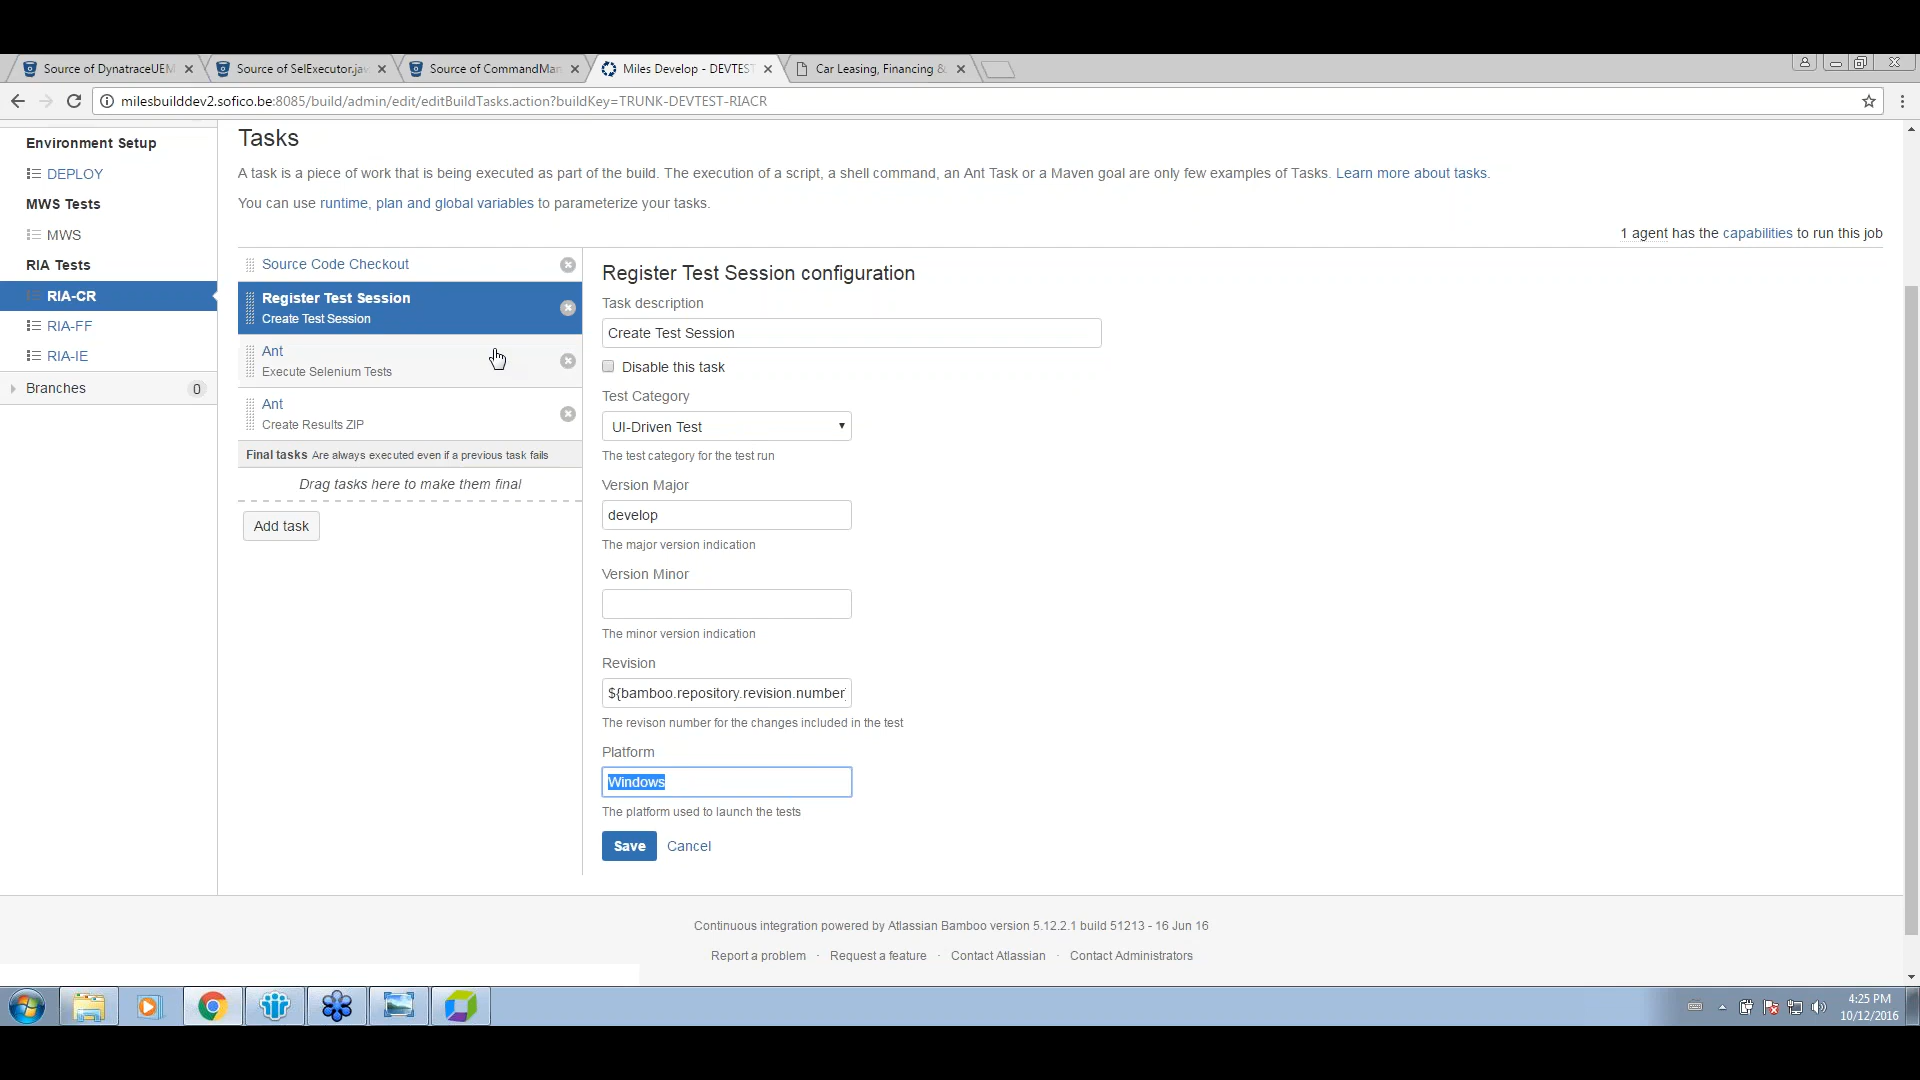 Source of DynatraceUEM
Source of SelExecutor.jav
Source of CommandMan
Miles Develop - DEVTEST
Car Leasing, Financing &
milesbuilddev2.sofico.be:8085/build/admin/edit/editBuildTasks.action?buildKey=TRUNK-DEVTEST-RIACR
Environment Setup
DEPLOY
MWS Tests
MWS
RIA Tests
RIA-CR
RIA-FF
RIA-IE
Branches 0
Tasks
A task is a piece of work that is being executed as part of the build. The execution of a script, a shell command, an Ant Task or a Maven goal are only few examples of Tasks. Learn more about tasks.
You can use runtime, plan and global variables to parameterize your tasks.
1 agent has the capabilities to run this job
Source Code Checkout
Register Test Session
Create Test Session
Ant
Execute Selenium Tests
Ant
Create Results ZIP
Final tasks Are always executed even if a previous task fails
Drag tasks here to make them final
Add task
Register Test Session configuration
Task description
Create Test Session
Disable this task
Test Category
UI-Driven Test
The test category for the test run
Version Major
develop
The major version indication
Version Minor
The minor version indication
Revision
${bamboo.repository.revision.number}
The revison number for the changes included in the test
Platform
Windows
The platform used to launch the tests
Save Cancel
Continuous integration powered by Atlassian Bamboo version 5.12.2.1 build 51213 - 16 Jun 16
Report a problem · Request a feature · Contact Atlassian · Contact Administrators
4:25 PM
10/12/2016